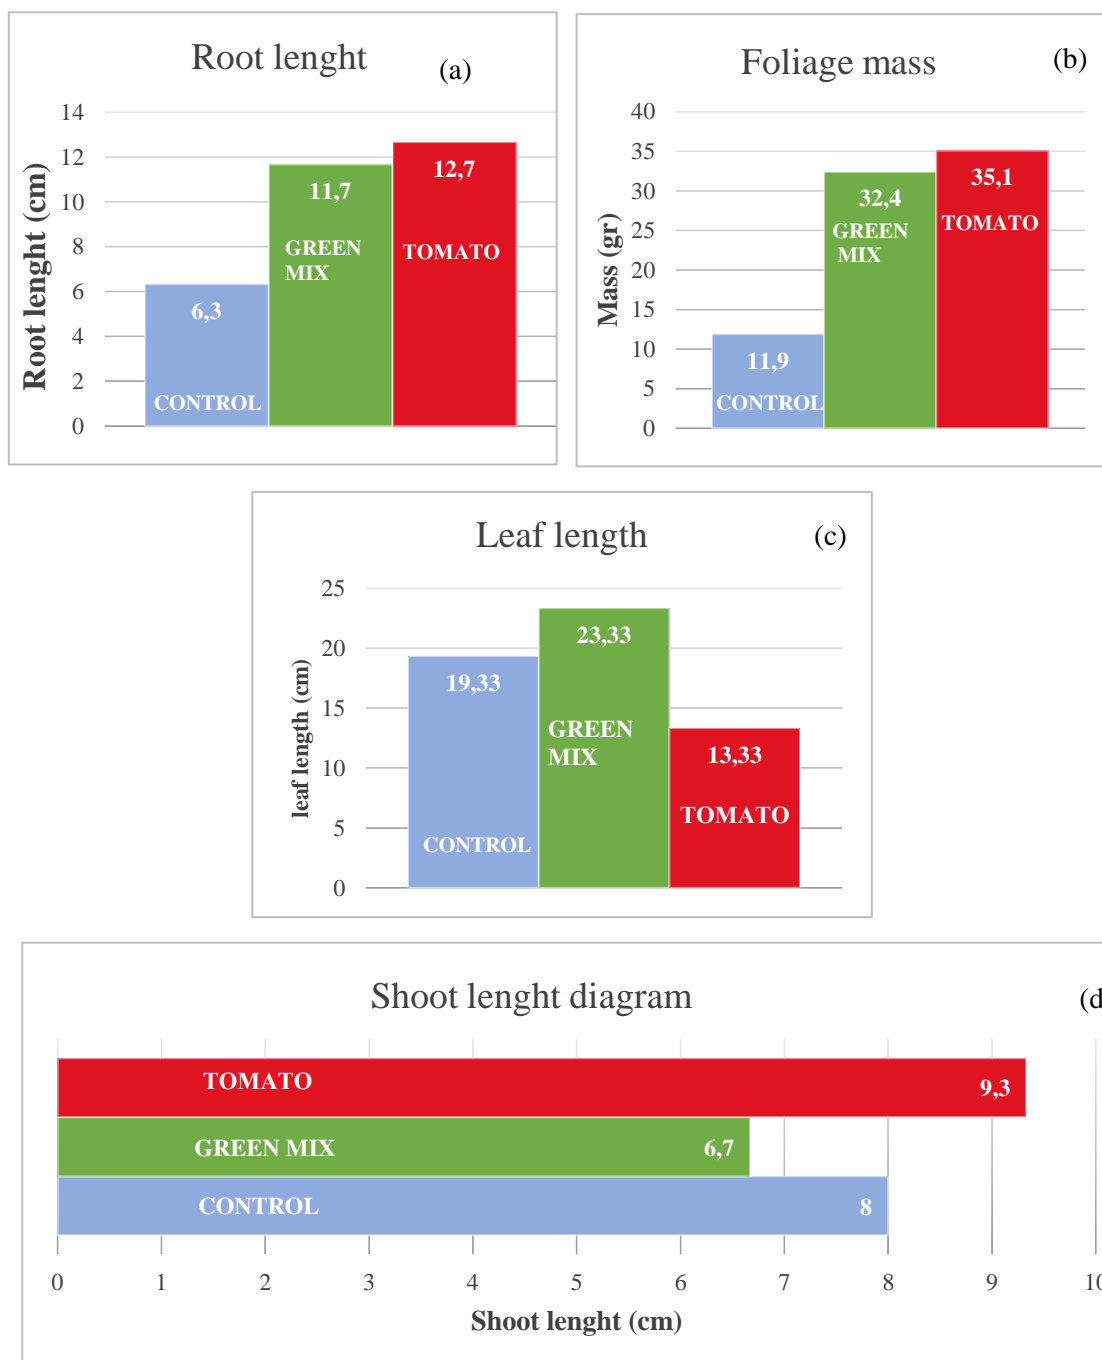 Root lenght
(a)
Root lenght (cm)
14
12
10
8
6
4
2
0
6,3
CONTROL
11,7
GREEN
MIX
12,7
TOMATO
Foliage mass
(b)
Mass (gr)
40
35
30
25
20
15
10
5
0
11,9
CONTROL
32,4
GREEN
MIX
35,1
TOMATO
Leaf length
(c)
leaf length (cm)
25
20
15
10
5
0
19,33
CONTROL
23,33
GREEN
MIX
13,33
TOMATO
Shoot lenght diagram
(d
TOMATO 9,3
GREEN MIX 6,7
CONTROL 8
0 1 2 3 4 5 6 7 8 9 10
Shoot lenght (cm)